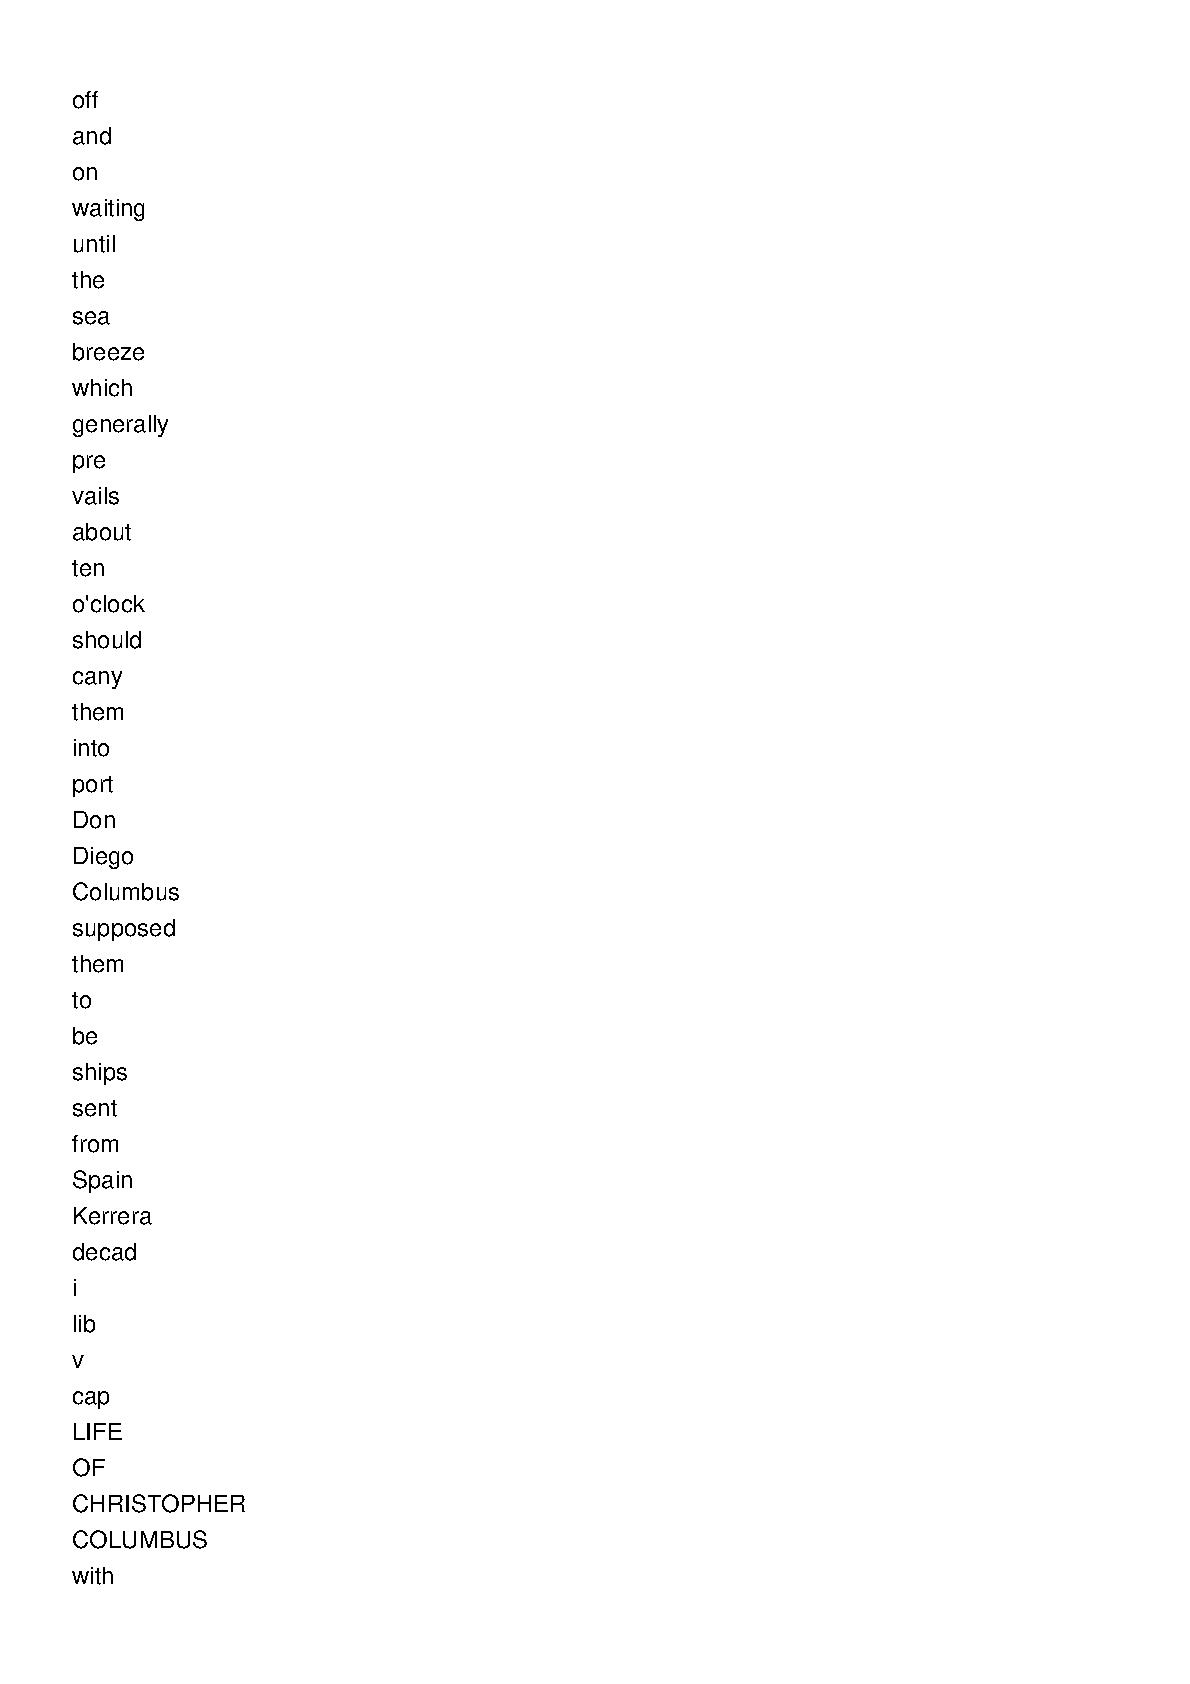 off
and
on
waiting
until
the
sea
breeze
which
generally
pre
vails
about
ten
o'clock
should
cany
them
into
port
Don
Diego
Columbus
supposed
them
to
be
ships
sent
from
Spain
Kerrera
decad
i
lib
v
cap
LIFE
OF
CHRISTOPHER
COLUMBUS
with